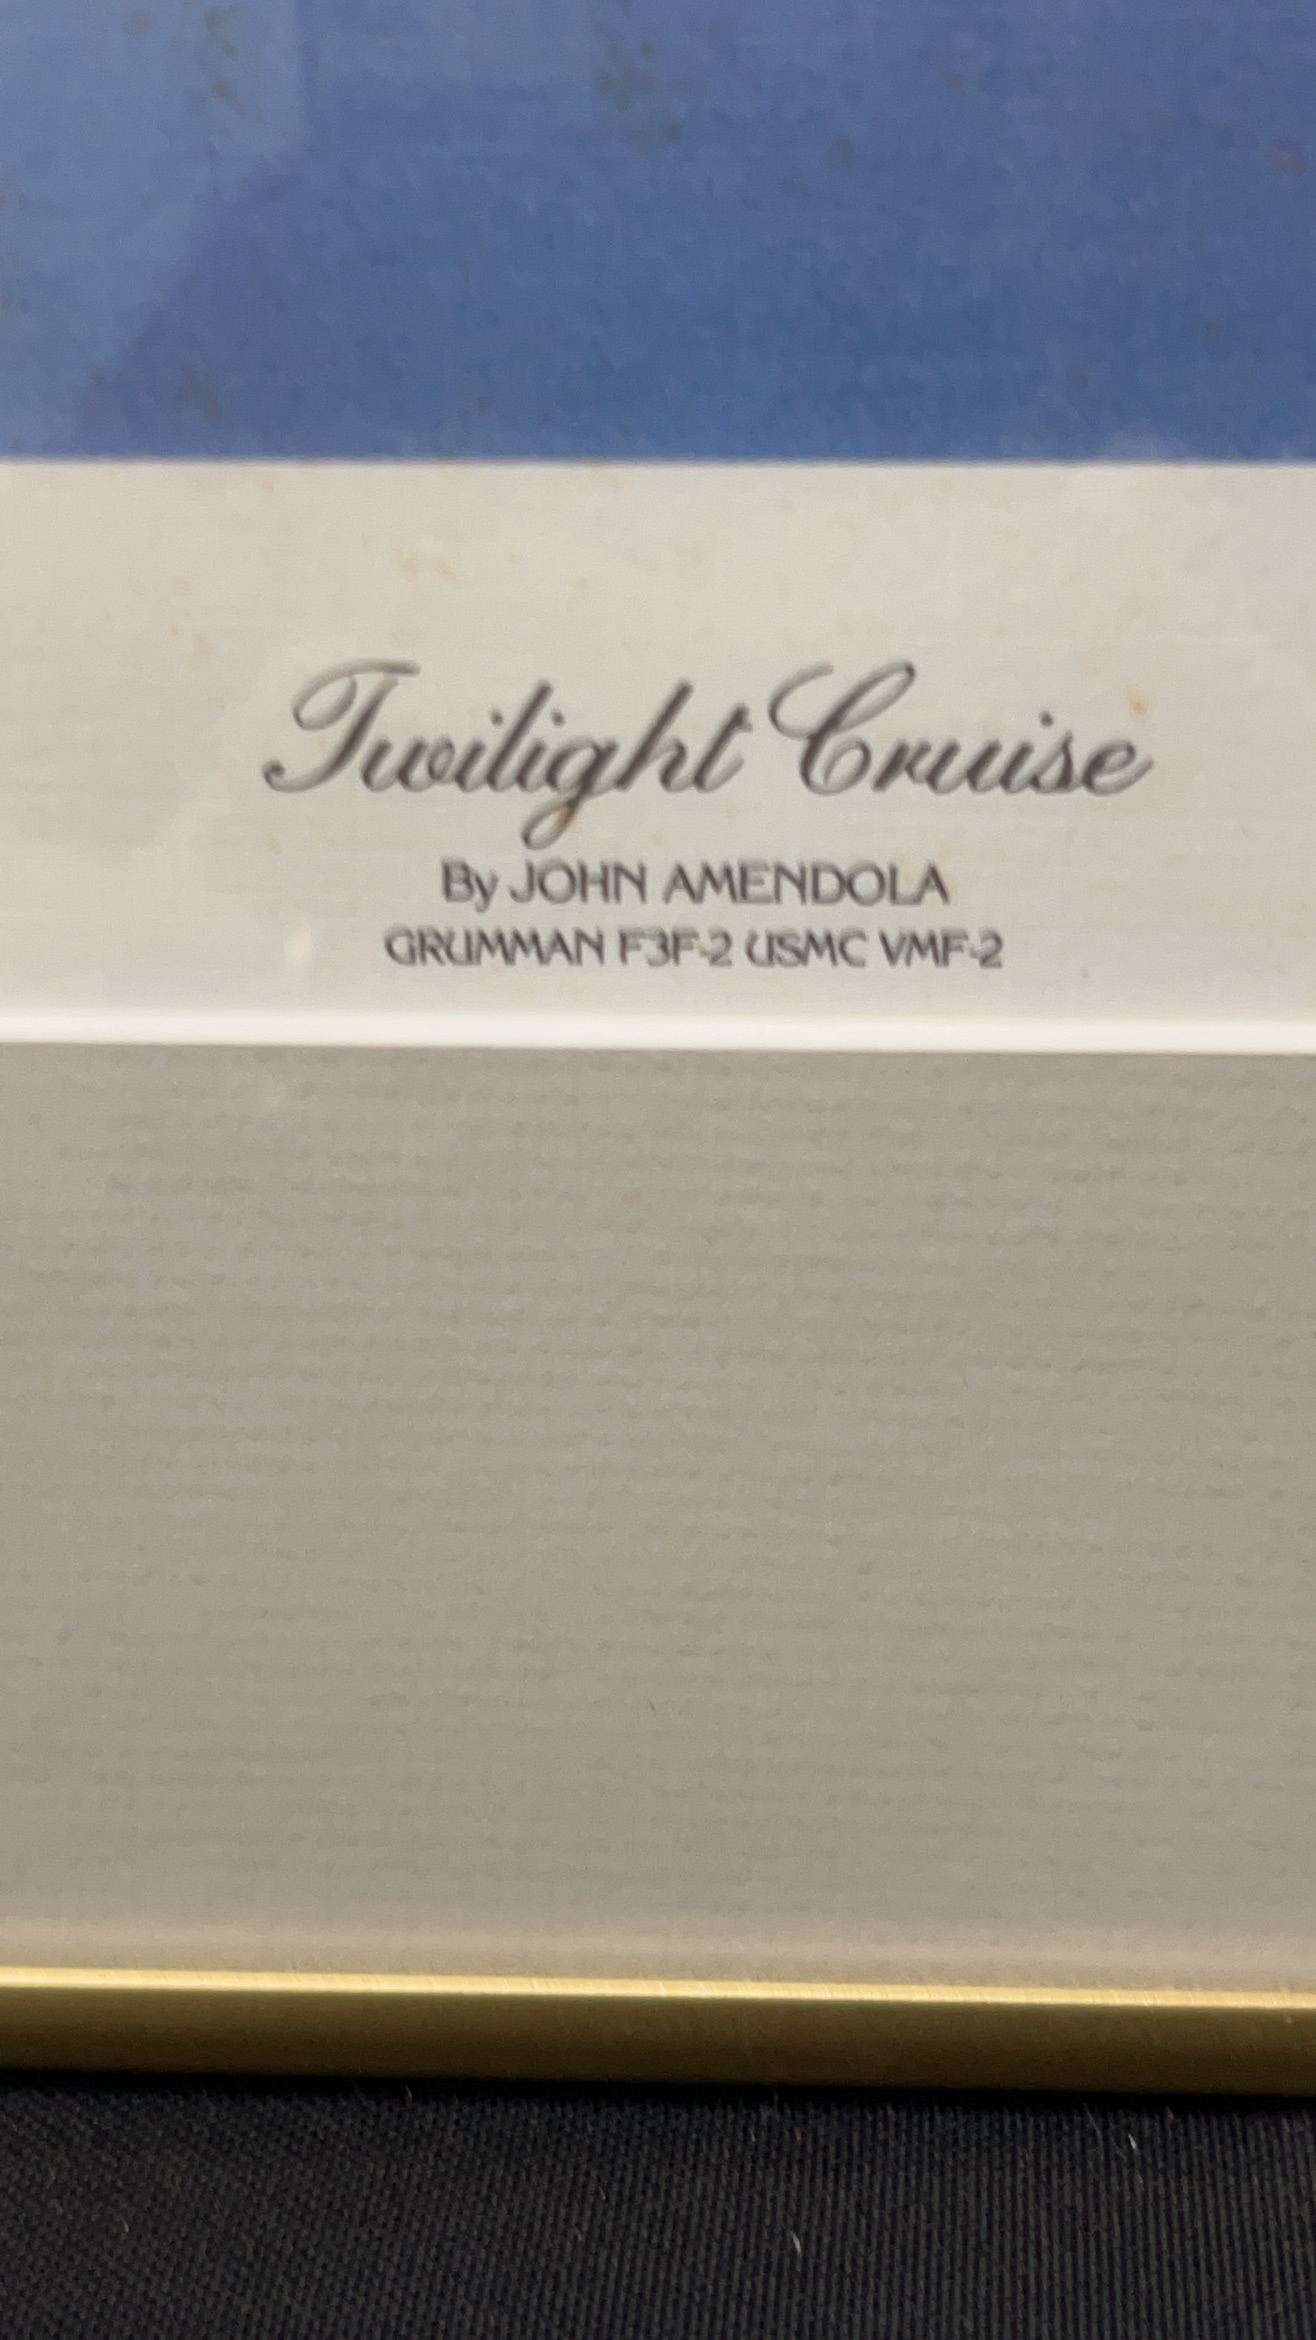 Twilight Cruise
By JOHN AMENDOLA
GRUMMAN F3F-2 USMC VMF-2